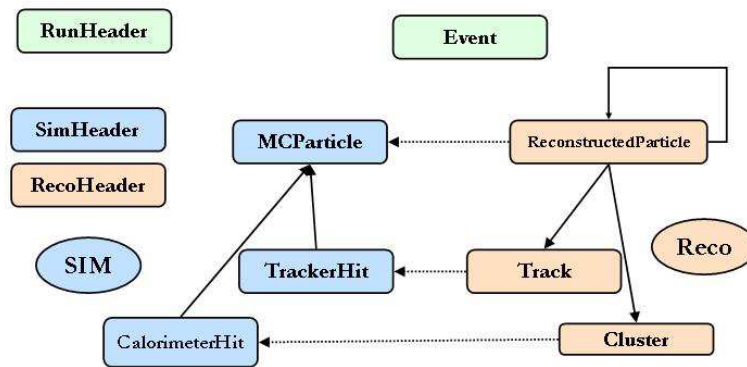 RunHeader
Event
SimHeader
MCParticle
ReconstructedParticle
RecoHeader
SIM
TrackerHit
Track
Reco
CalorimeterHit
Cluster